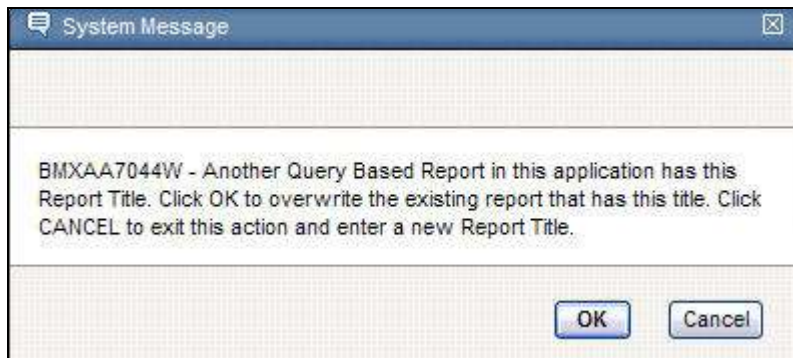 System Message
BMXAA7044W - Another Query Based Report in this application has this
Report Title. Click OK to overwrite the existing report that has this title. Click
CANCEL to exit this action and enter a new Report Title.
OK Cancel